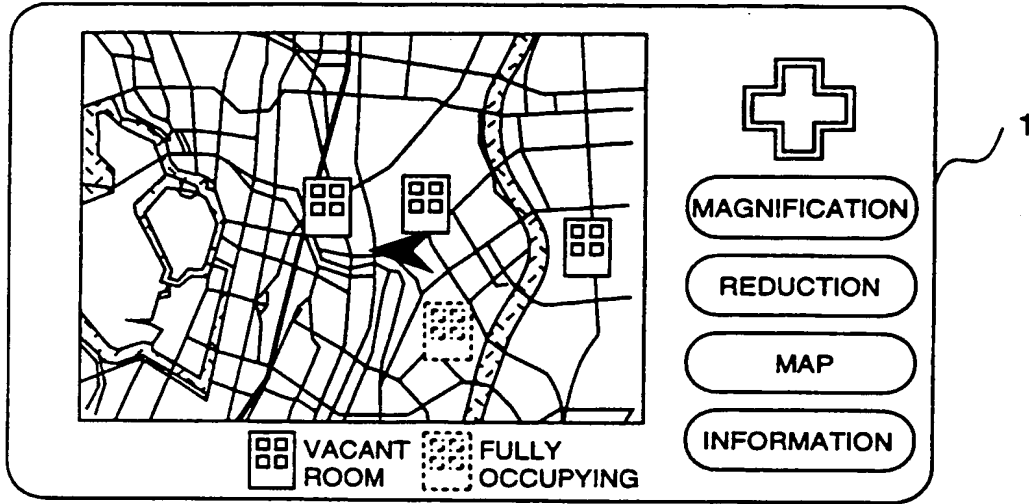 1
MAGNIFICATION
REDUCTION
MAP
INFORMATION
VACANT
ROOM
FULLY
OCCUPYING